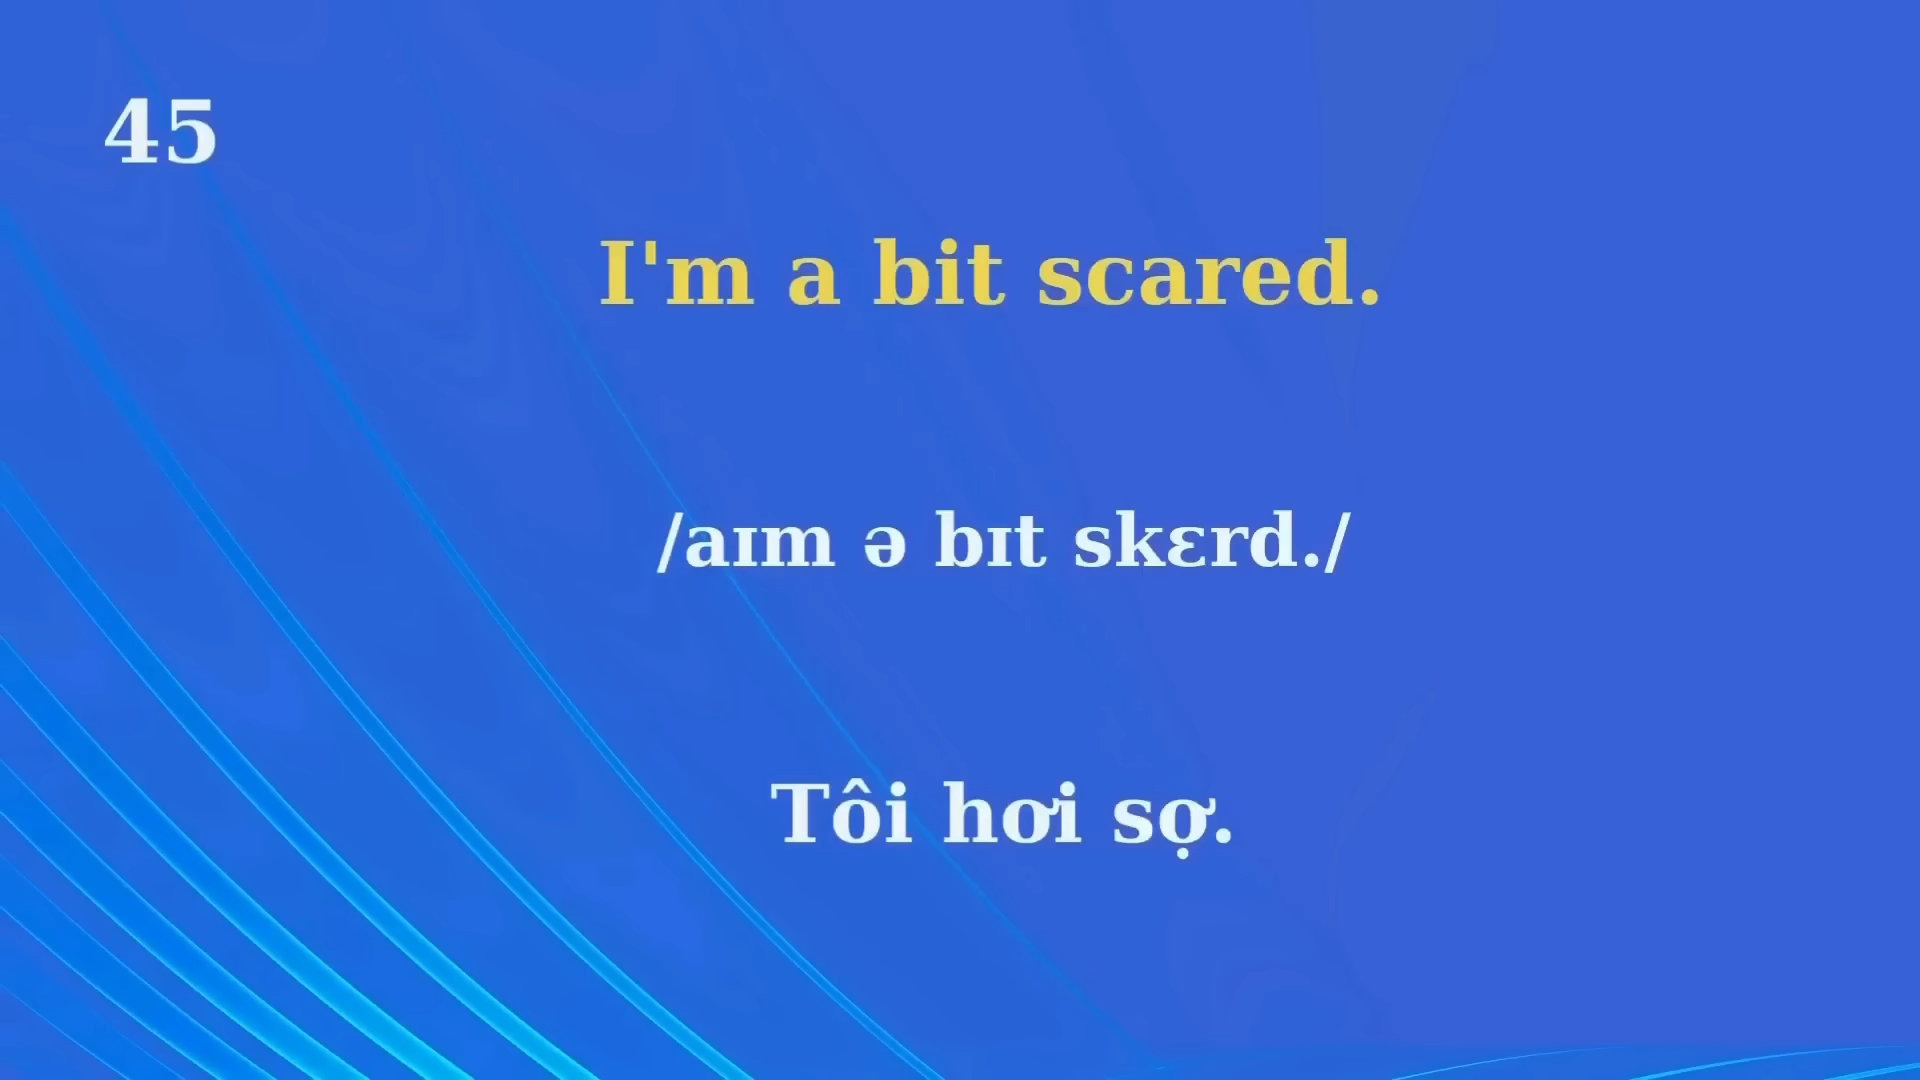 45
I'm a bit scared.
/aɪm ə bɪt skɛrd./
Tôi hơi sợ.